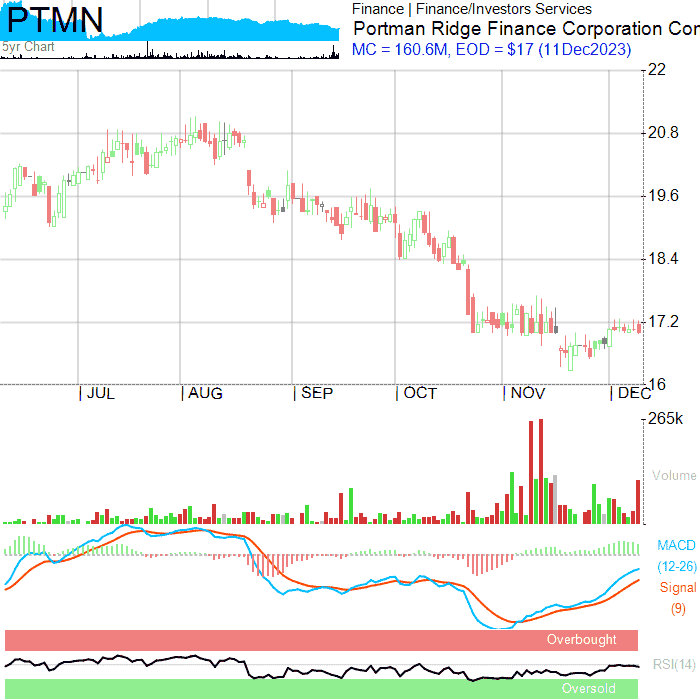 PTMN
5yr Chart
Finance | Finance/Investors Services
Portman Ridge Finance Corporation Cor
MC = 160.6M, EOD = $17 (11Dec2023)
22
20.8
19.6
18.4
17.2
16
JUL AUG SEP OCT NOV DEC
265k
Volume
MACD
(12-26)
Signal
(9)
Overbought
RSI(14)
Oversold